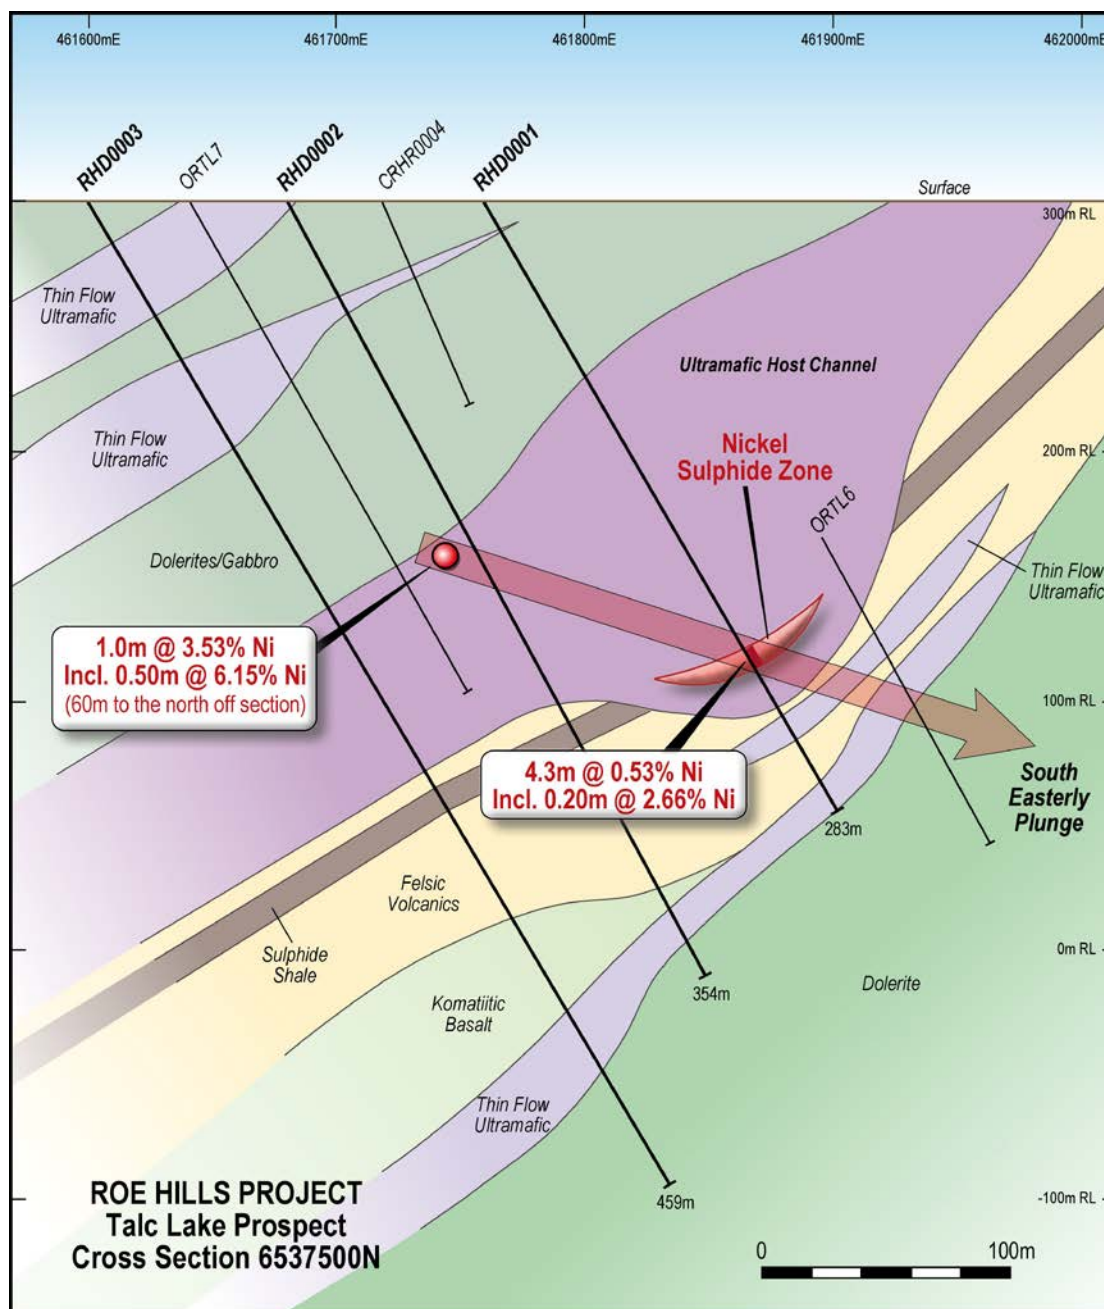 461600mE
461700mE
461800mE
461900mE
462000mE
RHD0003
ORTL7
RHD0002
CRHR0004
RHD0001
Surface
300m RL
Thin Flow
Ultramafic
Ultramafic Host Channel
Thin Flow
Ultramafic
Nickel
Sulphide Zone
200m RL
ORTL6
Dolerites/Gabbro
Thin Flow
Ultramafic
1.0m @ 3.53% Ni
Incl. 0.50m @ 6.15% Ni
(60m to the north off section)
100m RL
4.3m @ 0.53% Ni
Incl. 0.20m @ 2.66% Ni
South
Easterly
Plunge
283m
Felsic
Volcanics
Sulphide
Shale
0m RL
354m
Dolerite
Komatiitic
Basalt
Thin Flow
Ultramafic
459m
-100m RL
ROE HILLS PROJECT
Talc Lake Prospect
Cross Section 6537500N
0
100m